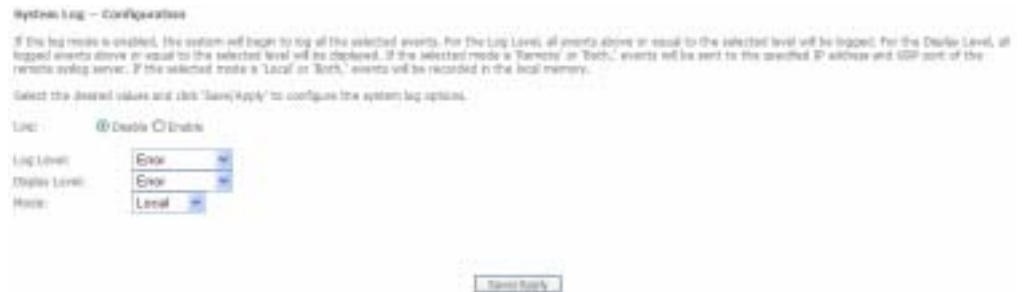 System Log -- Configuration
If the log mode is enabled, the system will begin to log all the selected events. For the Log Level, all events above or equal to the selected level will be logged. For the Display Level, all
logged events above or equal to the selected level will be displayed. If the selected mode is 'Remote' or 'Both,' events will be sent to the specified IP address and UDP port of the
remote syslog server. If the selected mode is 'Local' or 'Both,' events will be recorded in the local memory.
Select the desired values and click 'Save/Apply' to configure the system log options.
Log: Disable Enable
Log Level: Error
Display Level: Error
Mode: Local
Save/Apply